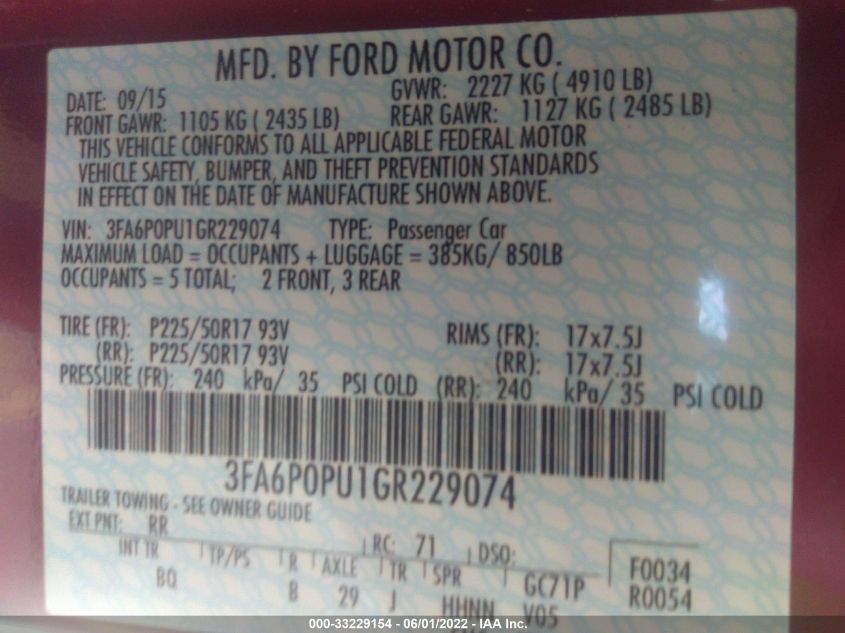 MFD. BY FORD MOTOR CO.
DATE: 09/15 GVWR: 2227 KG ( 4910 LB)
FRONT GAWR: 1105 KG ( 2435 LB) REAR GAWR: 1127 KG ( 2485 LB)
THIS VEHICLE CONFORMS TO ALL APPLICABLE FEDERAL MOTOR
VEHICLE SAFETY, BUMPER, AND THEFT PREVENTION STANDARDS
IN EFFECT ON THE DATE OF MANUFACTURE SHOWN ABOVE.
VIN: 3FA6P0PU1GR229074 TYPE: Passenger Car
MAXIMUM LOAD = OCCUPANTS + LUGGAGE = 385KG/ 850LB
OCCUPANTS = 5 TOTAL; 2 FRONT, 3 REAR
TIRE (FR): P225/50R17 93V RIMS (FR): 17x7.5J
(RR): P225/50R17 93V (RR): 17x7.5J
PRESSURE (FR): 240 kPa/ 35 PSI COLD (RR): 240 kPa/ 35 PSI COLD
3FA6P0PU1GR229074
TRAILER TOWING - SEE OWNER GUIDE
EXT PNT: RR RC: 71 DSO:
INT TR TP/PS R AXLE TR SPR GC71P F0034
BQ B 29 J HHNN V05 R0054
000-33229154 - 06/01/2022 - IAA Inc.